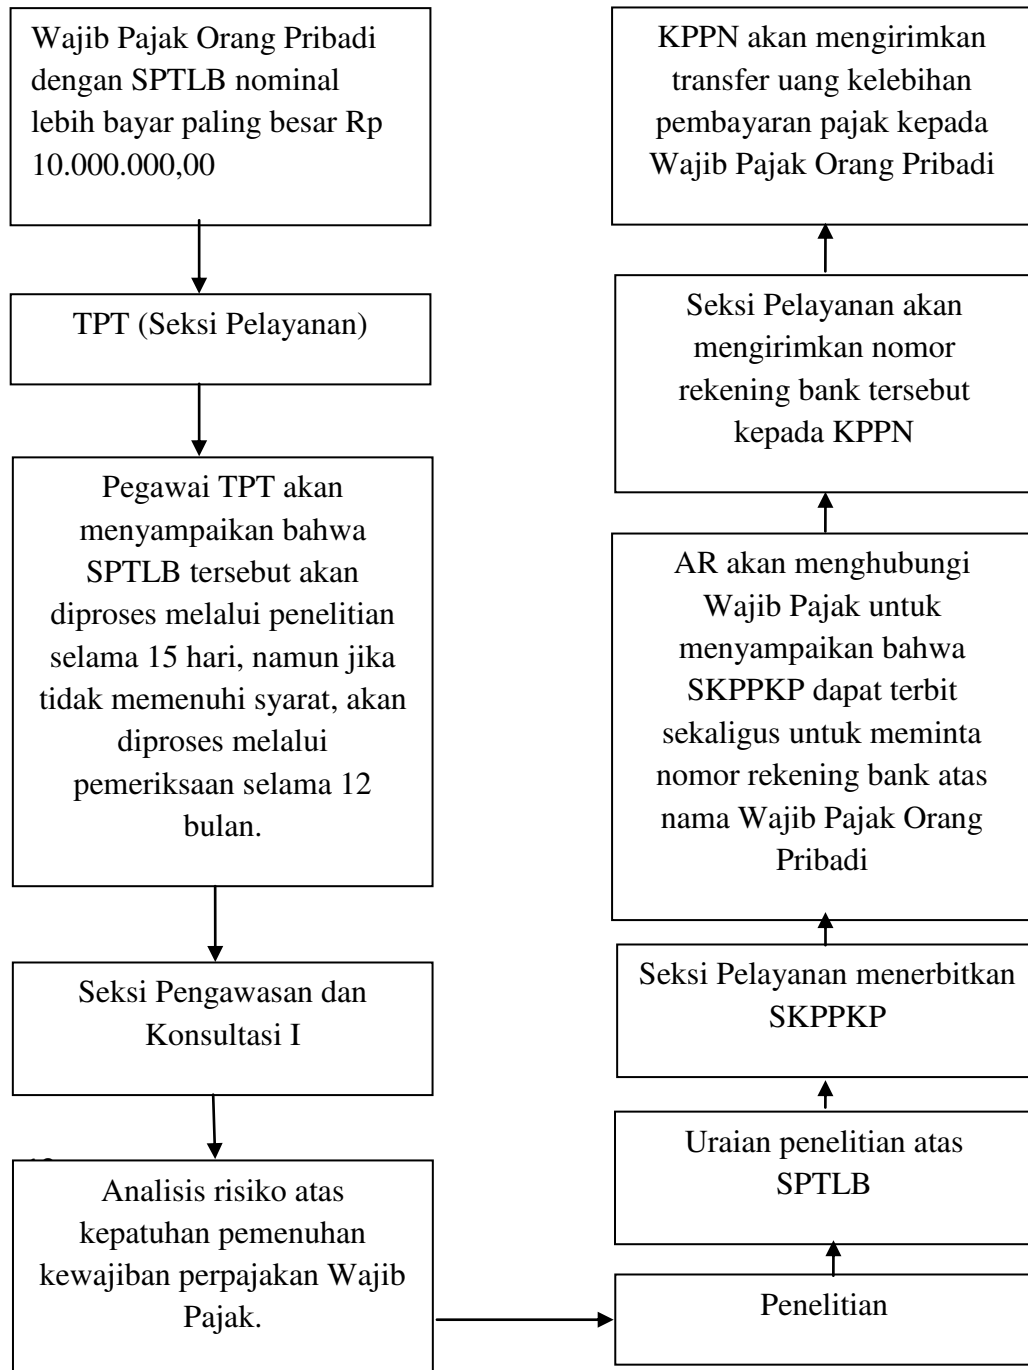 Wajib Pajak Orang Pribadi
dengan SPTLB nominal
lebih bayar paling besar Rp
10.000.000,00
TPT (Seksi Pelayanan)
Pegawai TPT akan
menyampaikan bahwa
SPTLB tersebut akan
diproses melalui penelitian
selama 15 hari, namun jika
tidak memenuhi syarat, akan
diproses melalui
pemeriksaan selama 12
bulan.
Seksi Pengawasan dan
Konsultasi I
Analisis risiko atas
kepatuhan pemenuhan
kewajiban perpajakan Wajib
Pajak.
Penelitian
Uraian penelitian atas
SPTLB
Seksi Pelayanan menerbitkan
SKPPKP
AR akan menghubungi
Wajib Pajak untuk
menyampaikan bahwa
SKPPKP dapat terbit
sekaligus untuk meminta
nomor rekening bank atas
nama Wajib Pajak Orang
Pribadi
Seksi Pelayanan akan
mengirimkan nomor
rekening bank tersebut
kepada KPPN
KPPN akan mengirimkan
transfer uang kelebihan
pembayaran pajak kepada
Wajib Pajak Orang Pribadi